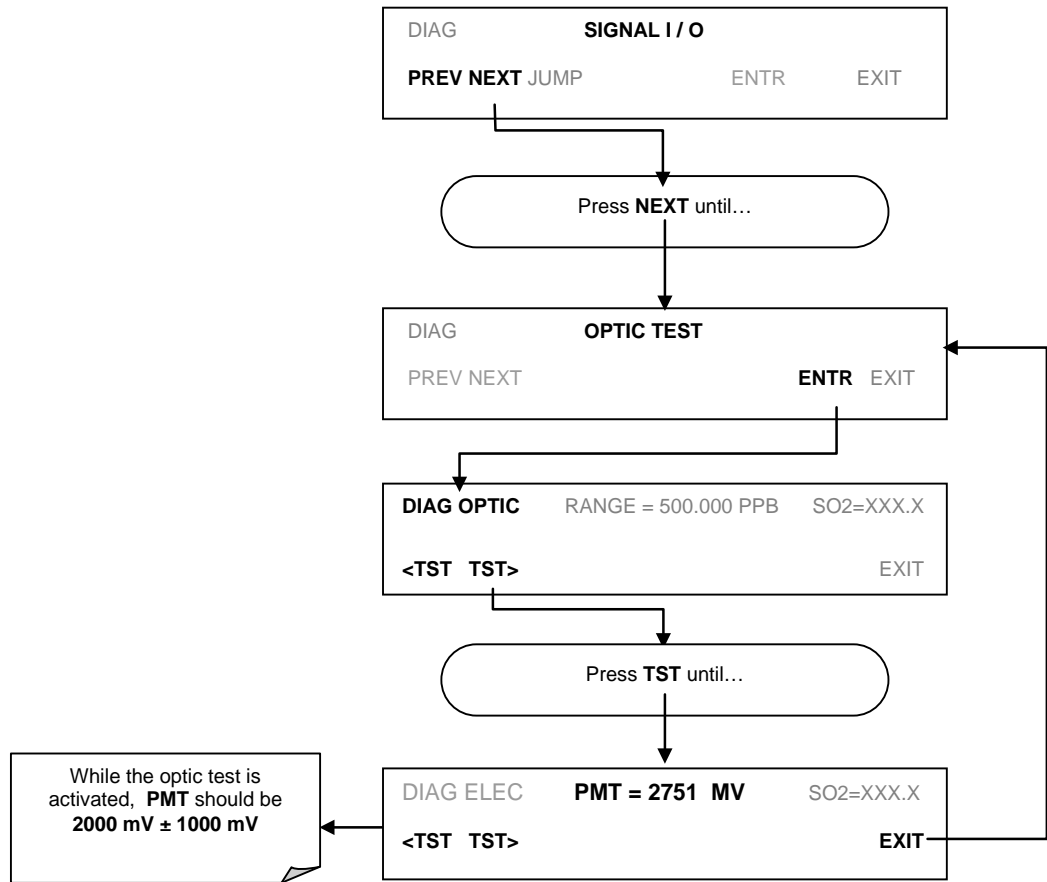 DIAG SIGNAL I / O
PREV NEXT JUMP ENTR EXIT
Press NEXT until…
DIAG OPTIC TEST
PREV NEXT ENTR EXIT
DIAG OPTIC RANGE = 500.000 PPB SO2=XXX.X
<TST TST> EXIT
Press TST until…
While the optic test is
activated, PMT should be
2000 mV ± 1000 mV
DIAG ELEC PMT = 2751 MV SO2=XXX.X
<TST TST> EXIT